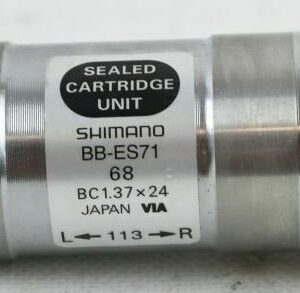 SEALED
CARTRIDGE
UNIT
SHIMANO
BB-ES71
68
BC1.37×24
JAPAN VIA
L←113→R